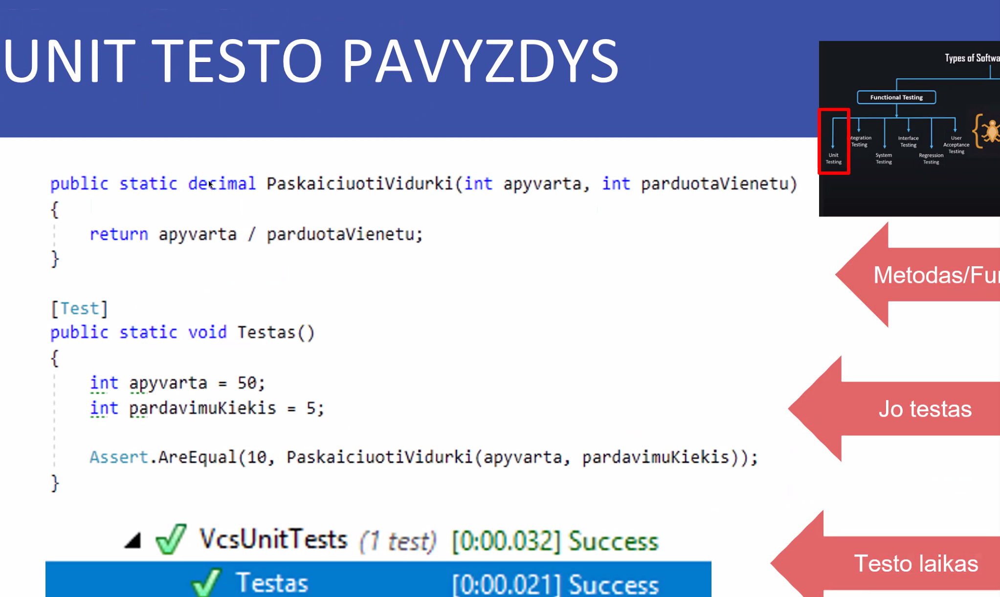 UNIT TESTO PAVYZDYS
Types of
Functional Testing
Unit
Testing
Testing
System
Testing
Interface
Testing
Regression
Testing
User
Acceptance
Testing
public static decimal PaskaiciuotiVidurki(int apyvarta, int parduotaVienetu)
{
return apyvarta / parduotaVienetu;
}
[Test]
public static void Testas()
{
int apyvarta = 50;
int pardavimuKiekis = 5;
Assert.AreEqual(10, PaskaiciuotiVidurki(apyvarta, pardavimuKiekis));
}
Metodas/
Jo testas
Testo laikas
VcsUnitTests (1 test) [0:00.032] Success
Testas [0:00.021] Success